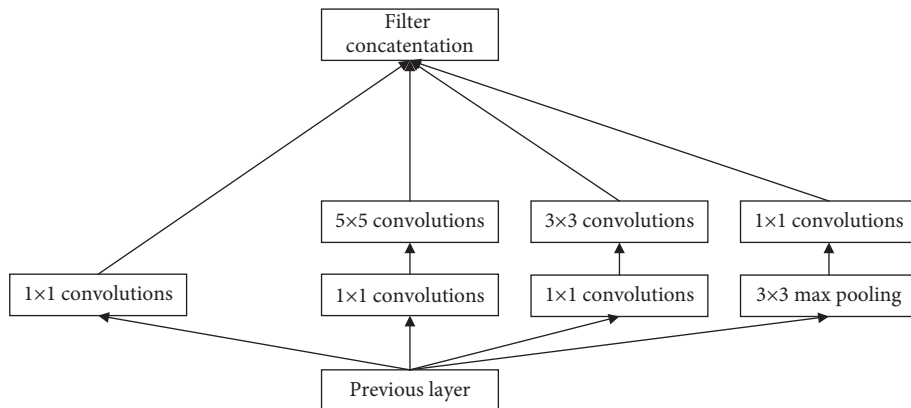 Filter
concatentation
5×5 convolutions
3×3 convolutions
1×1 convolutions
1×1 convolutions
1×1 convolutions
1×1 convolutions
3×3 max pooling
Previous layer